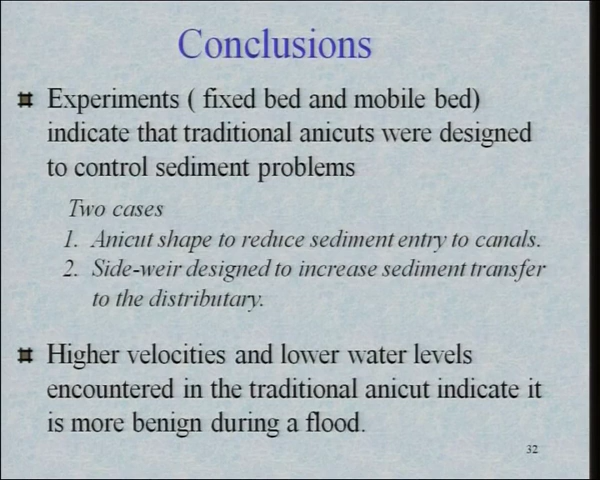 Conclusions
Experiments ( fixed bed and mobile bed)
indicate that traditional anicuts were designed
to control sediment problems
Two cases
1. Anicut shape to reduce sediment entry to canals.
2. Side-weir designed to increase sediment transfer
to the distributary.
Higher velocities and lower water levels
encountered in the traditional anicut indicate it
is more benign during a flood.
32